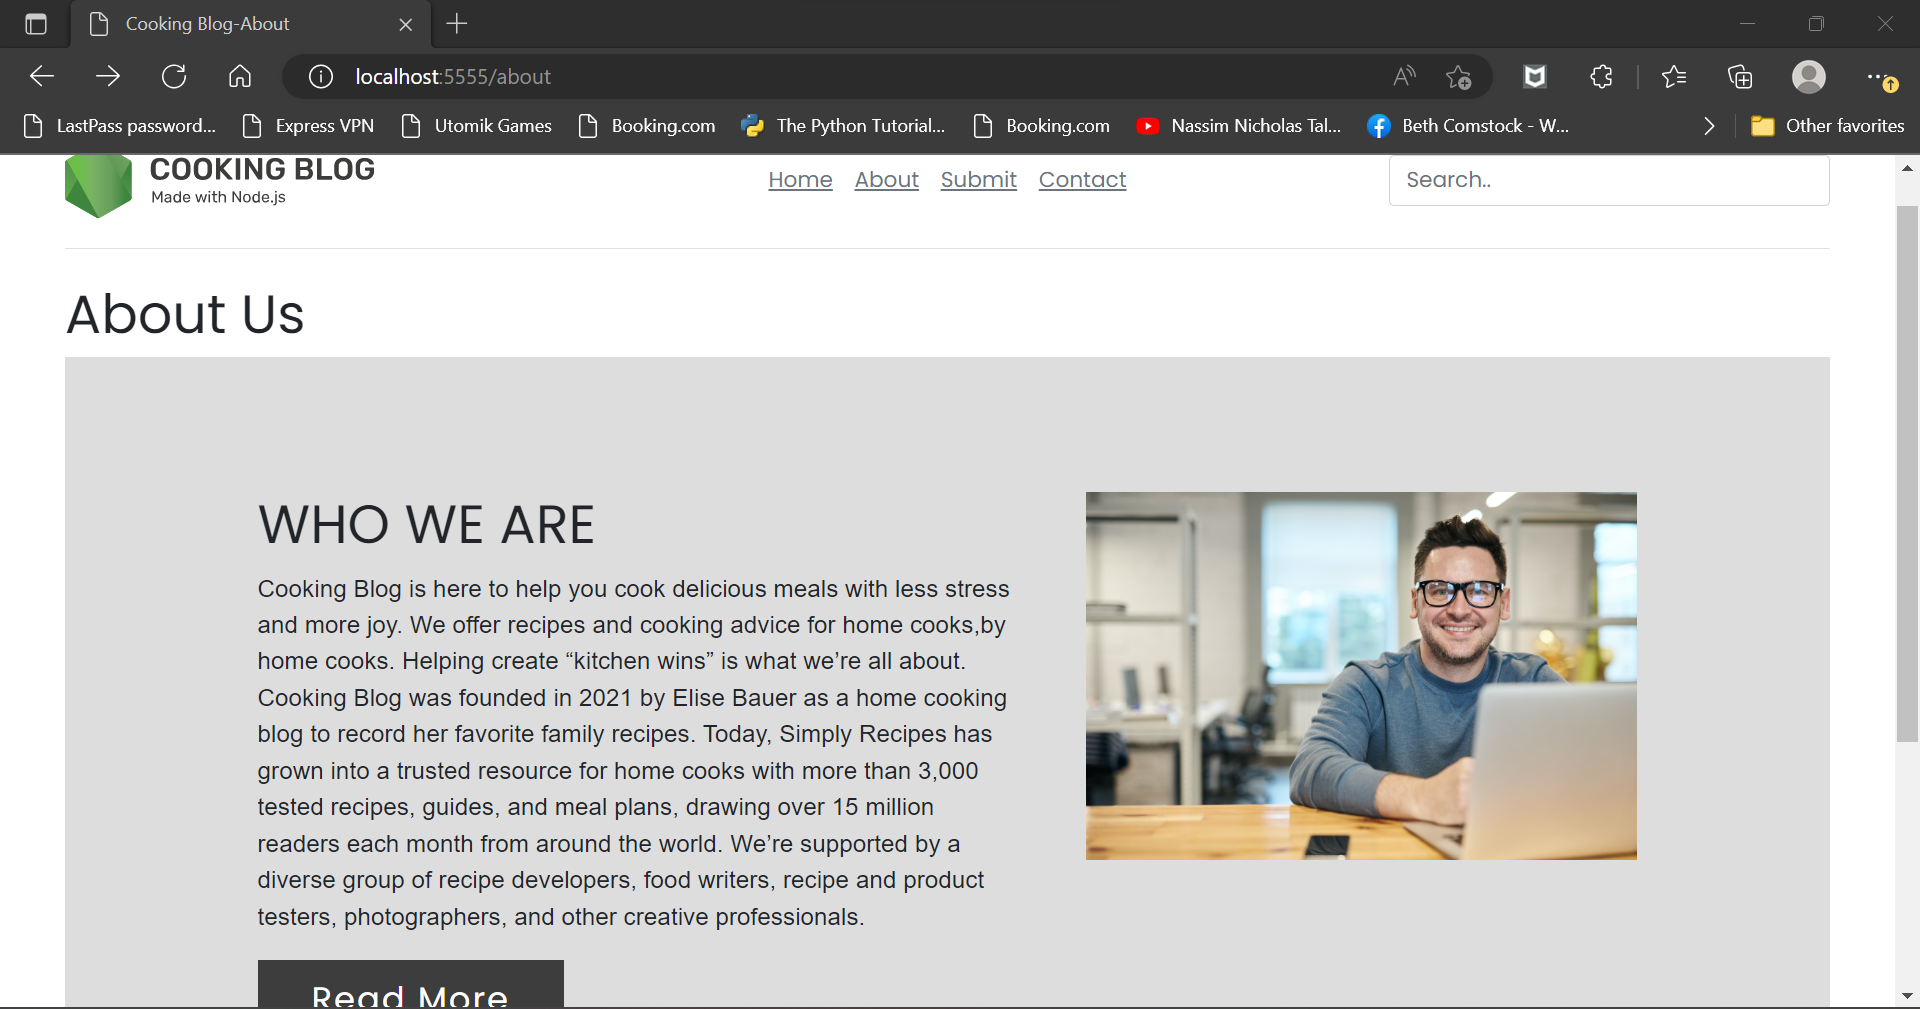 Cooking Blog-About
localhost:5555/about
LastPass password... Express VPN Utomik Games Booking.com The Python Tutorial... Booking.com Nassim Nicholas Tal... Beth Comstock - W... Other favorites
COOKING BLOG
Made with Node.js
Home About Submit Contact
Search..
About Us
WHO WE ARE
Cooking Blog is here to help you cook delicious meals with less stress
and more joy. We offer recipes and cooking advice for home cooks,by
home cooks. Helping create “kitchen wins” is what we’re all about.
Cooking Blog was founded in 2021 by Elise Bauer as a home cooking
blog to record her favorite family recipes. Today, Simply Recipes has
grown into a trusted resource for home cooks with more than 3,000
tested recipes, guides, and meal plans, drawing over 15 million
readers each month from around the world. We’re supported by a
diverse group of recipe developers, food writers, recipe and product
testers, photographers, and other creative professionals.
Read More